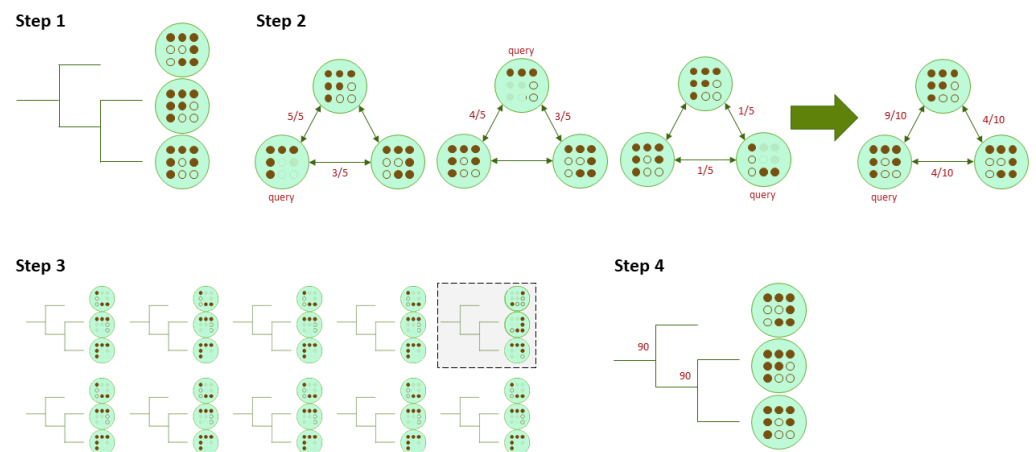 Step 1
Step 2
query
5/5
3/5
query
4/5
3/5
1/5
1/5
query
9/10
4/10
4/10
query
Step 3
Step 4
90
90